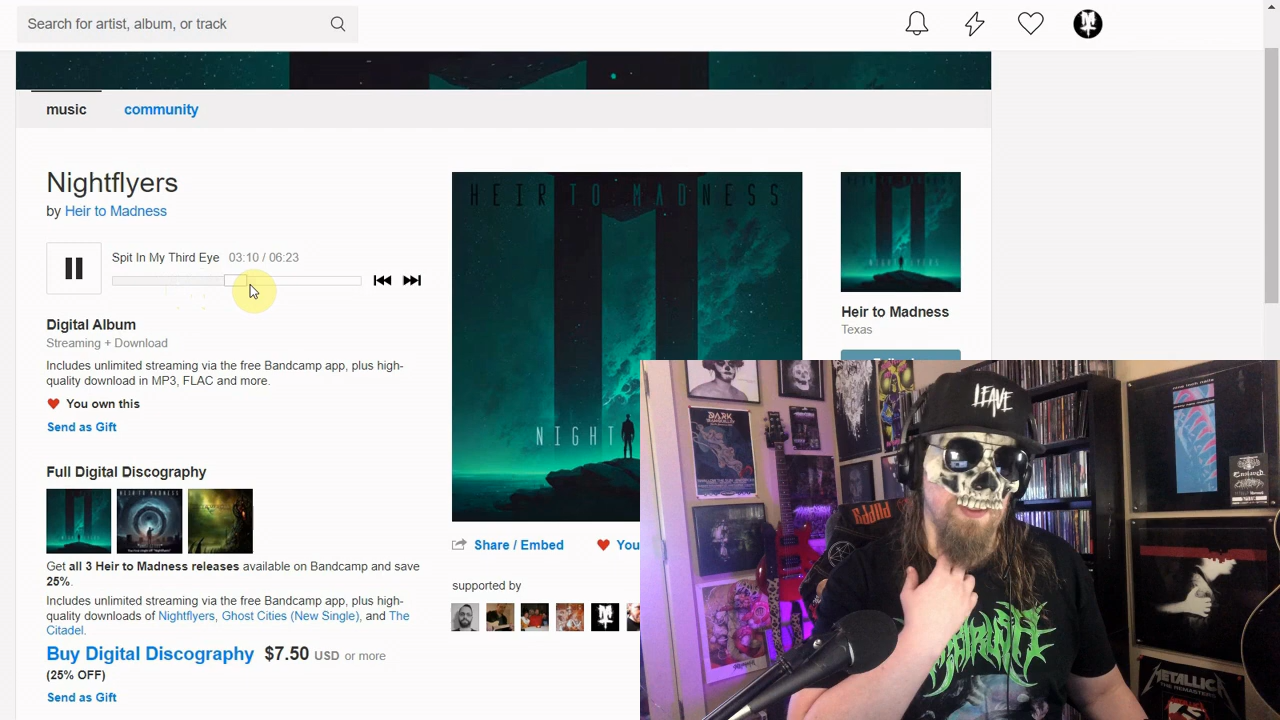 Search for artist, album, or track
music
community
Nightflyers
by Heir to Madness
Spit In My Third Eye 03:10 / 06:23
Digital Album
Streaming + Download
Includes unlimited streaming via the free Bandcamp app, plus high-
quality download in MP3, FLAC and more.
You own this
Send as Gift
Full Digital Discography
Get all 3 Heir to Madness releases available on Bandcamp and save
25%.
Includes unlimited streaming via the free Bandcamp app, plus high-
quality downloads of Nightflyers, Ghost Cities (New Single), and The
Citadel.
Buy Digital Discography $7.50 USD or more
(25% OFF)
Send as Gift
HEIR TO MADNESS
NIGHT
Share / Embed
You
supported by
Heir to Madness
Texas
LEAVE
DARK
TRANQUILLITY
METALLICA
THE REMASTERS